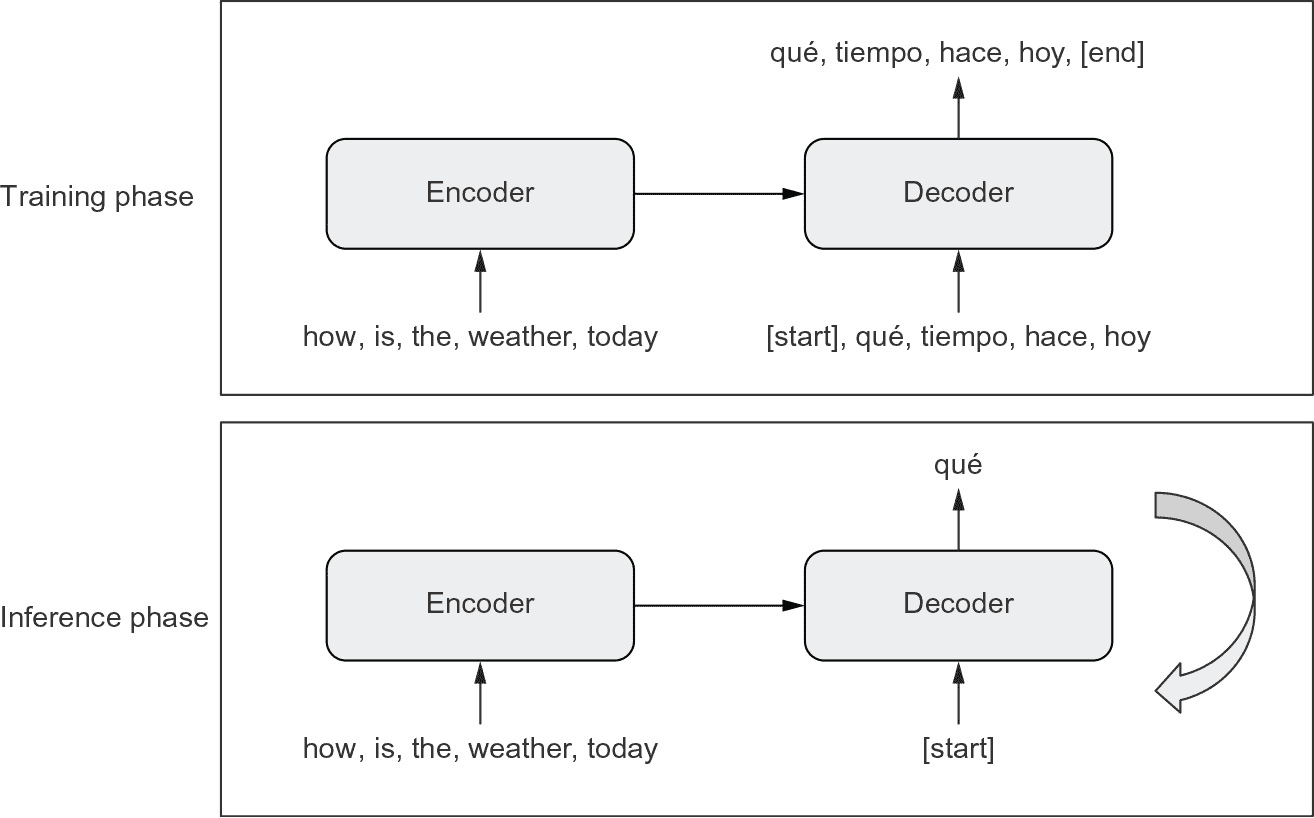 qué, tiempo, hace, hoy, [end]
Training phase
Encoder
Decoder
how, is, the, weather, today
[start], qué, tiempo, hace, hoy
qué
Inference phase
Encoder
Decoder
how, is, the, weather, today
[start]